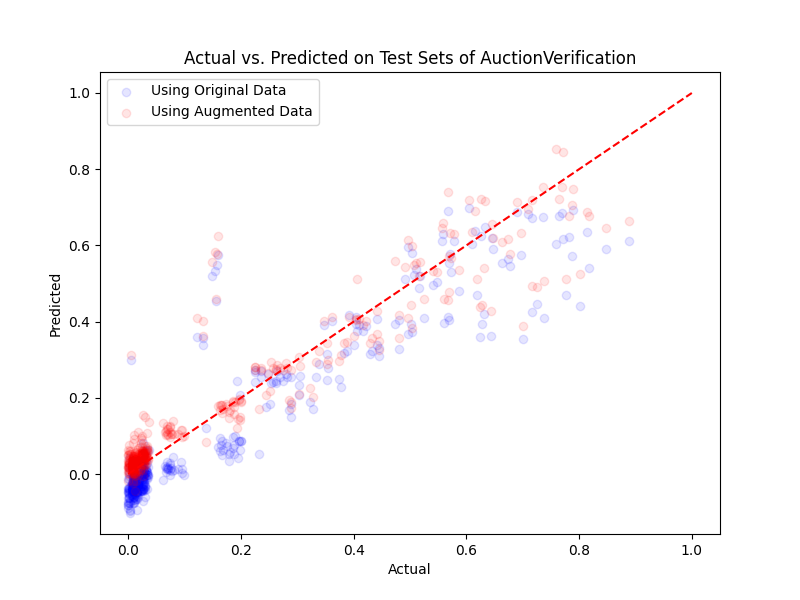 Actual vs. Predicted on Test Sets of AuctionVerification
Using Original Data
Using Augmented Data
1.0
0.8
0.6
0.4
0.2
0.0
Predicted
0.0 0.2 0.4 0.6 0.8 1.0
Actual